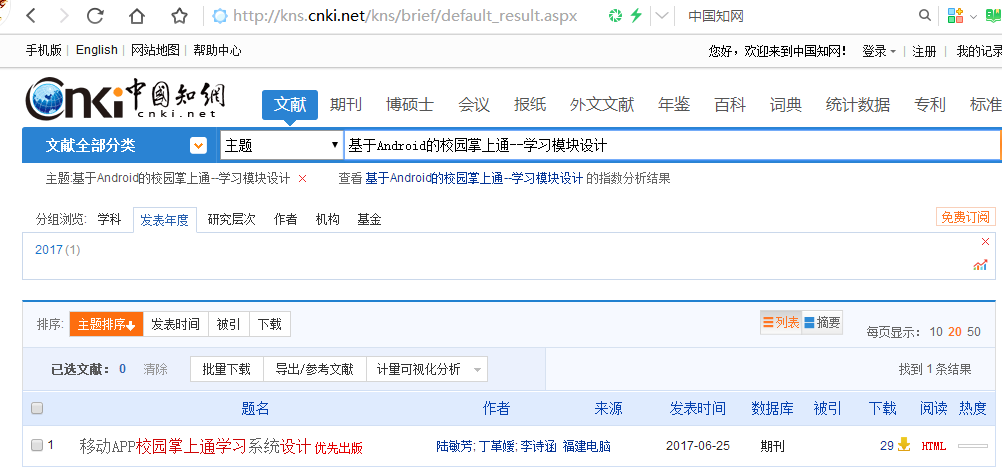 http://kns.cnki.net/kns/brief/default_result.aspx 中国知网
手机版 English 网站地图 帮助中心 您好，欢迎来到中国知网! 登录 注册 我的记录
cnki 中國知網 cnki.net
文献 期刊 博硕士 会议 报纸 外文文献 年鉴 百科 词典 统计数据 专利 标准
文献全部分类 主题 基于Android的校园掌上通--学习模块设计
主题:基于Android的校园掌上通--学习模块设计 查看 基于Android的校园掌上通--学习模块设计 的指数分析结果
分组浏览: 学科 发表年度 研究层次 作者 机构 基金 免费订阅
2017(1)
排序: 主题排序 发表时间 被引 下载 列表 摘要 每页显示: 10 20 50
已选文献: 0 清除 批量下载 导出/参考文献 计量可视化分析 找到 1 条结果
题名 作者 来源 发表时间 数据库 被引 下载 阅读 热度
1 移动APP校园掌上通学习系统设计 优先出版 陆敏芳; 丁革媛; 李诗涵 福建电脑 2017-06-25 期刊 29 HTML